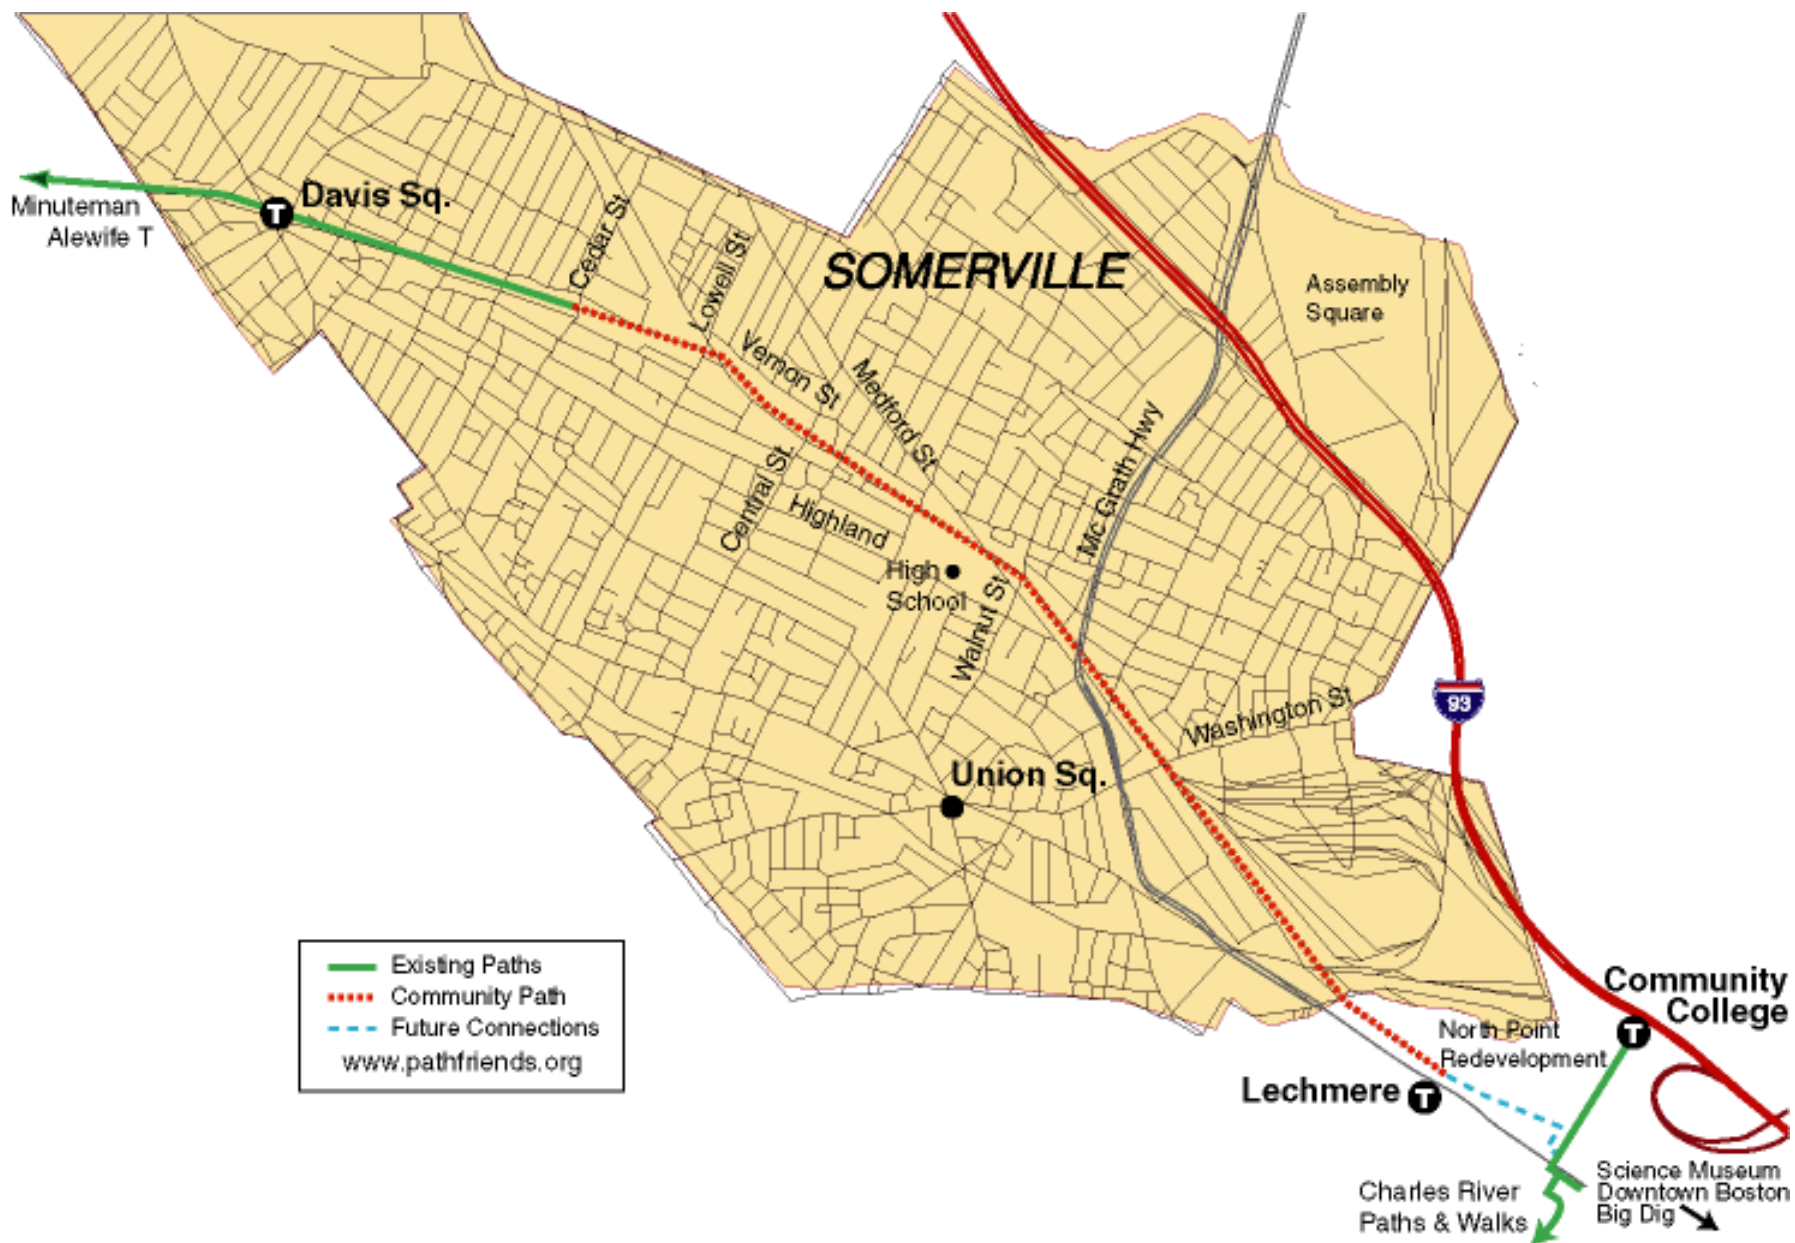 Davis Sq.
Minuteman
Alewife T
T
Cedar St
Lowell St
SOMERVILLE
Assembly
Square
Vernon St
Medford St
Mc Grath Hwy
Central St
Highland
High
School
Walnut St
Washington St
93
Union Sq.
Existing Paths
Community Path
Future Connections
www.pathfriends.org
Community
College
T
North Point
Redevelopment
Lechmere
T
Science Museum
Downtown Boston
Big Dig
Charles River
Paths & Walks